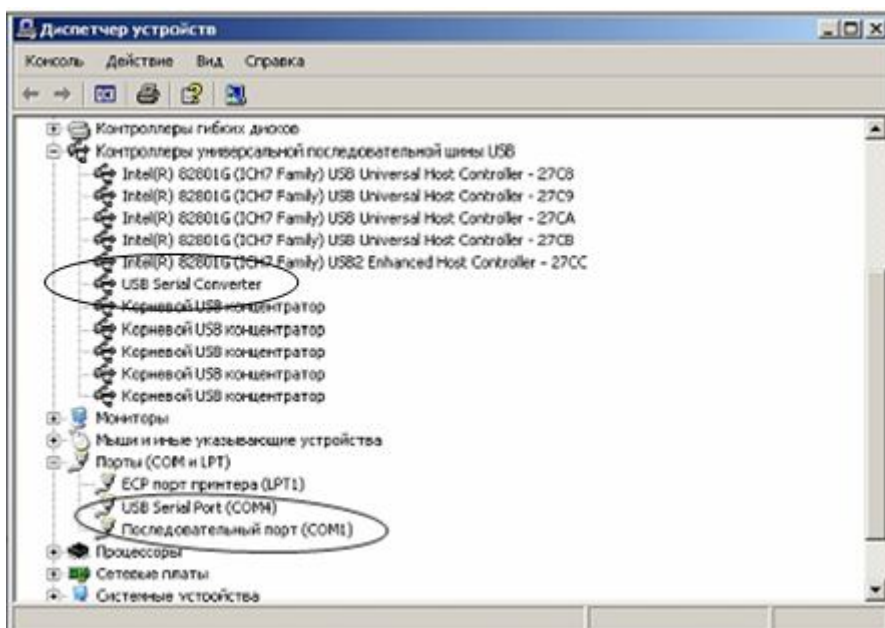 Диспетчер устройств
Консоль Действие Вид Справка
Контроллеры гибких дисков
Контроллеры универсальной последовательной шины USB
Intel(R) 82801G (ICH7 Family) USB Universal Host Controller - 27C8
Intel(R) 82801G (ICH7 Family) USB Universal Host Controller - 27C9
Intel(R) 82801G (ICH7 Family) USB Universal Host Controller - 27CA
Intel(R) 82801G (ICH7 Family) USB Universal Host Controller - 27CB
Intel(R) 82801G (ICH7 Family) USB2 Enhanced Host Controller - 27CC
USB Serial Converter
Корневой USB концентратор
Корневой USB концентратор
Корневой USB концентратор
Корневой USB концентратор
Корневой USB концентратор
Мониторы
Мыши и иные указывающие устройства
Порты (COM и LPT)
ECP порт принтера (LPT1)
USB Serial Port (COM4)
Последовательный порт (COM1)
Процессоры
Сетевые платы
Системные устройства